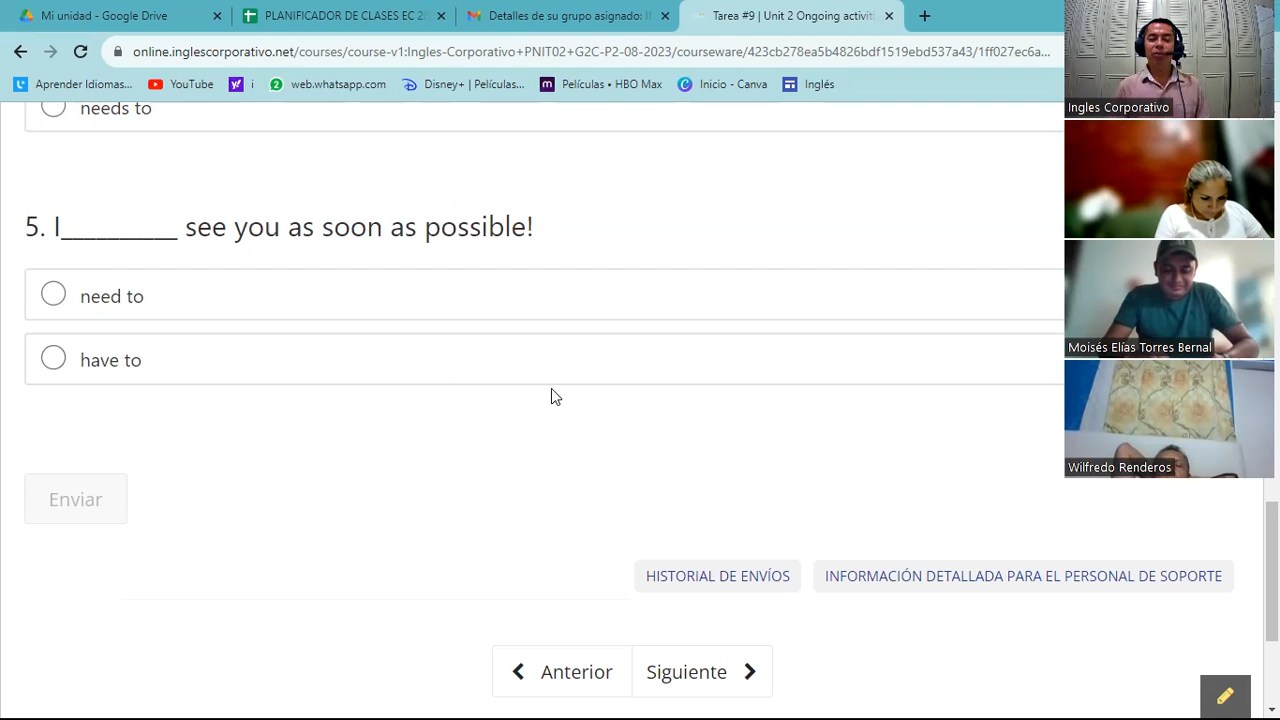 Mi unidad - Google Drive
PLANIFICADOR DE CLASES EC
Detalles de su grupo asignado:
Tarea #9 | Unit 2 Ongoing activi
online.inglescorporativo.net/courses/course-v1:Ingles-Corporativo+PNIT02+G2C-P2-08-2023/courseware/423eb278ea5b4823bdf1519ebd537a43/1ff027ec6a...
Aprender Idiomas...
YouTube
i
web.whatsapp.com
Disney+ | Películas...
Películas • HBO Max
Inicio - Canva
Inglés
needs to
5. I___________ see you as soon as possible!
need to
have to
Enviar
HISTORIAL DE ENVÍOS
INFORMACIÓN DETALLADA PARA EL PERSONAL DE SOPORTE
Anterior
Siguiente
Ingles Corporativo
Moisés Elías Torres Bernal
Wilfredo Renderos